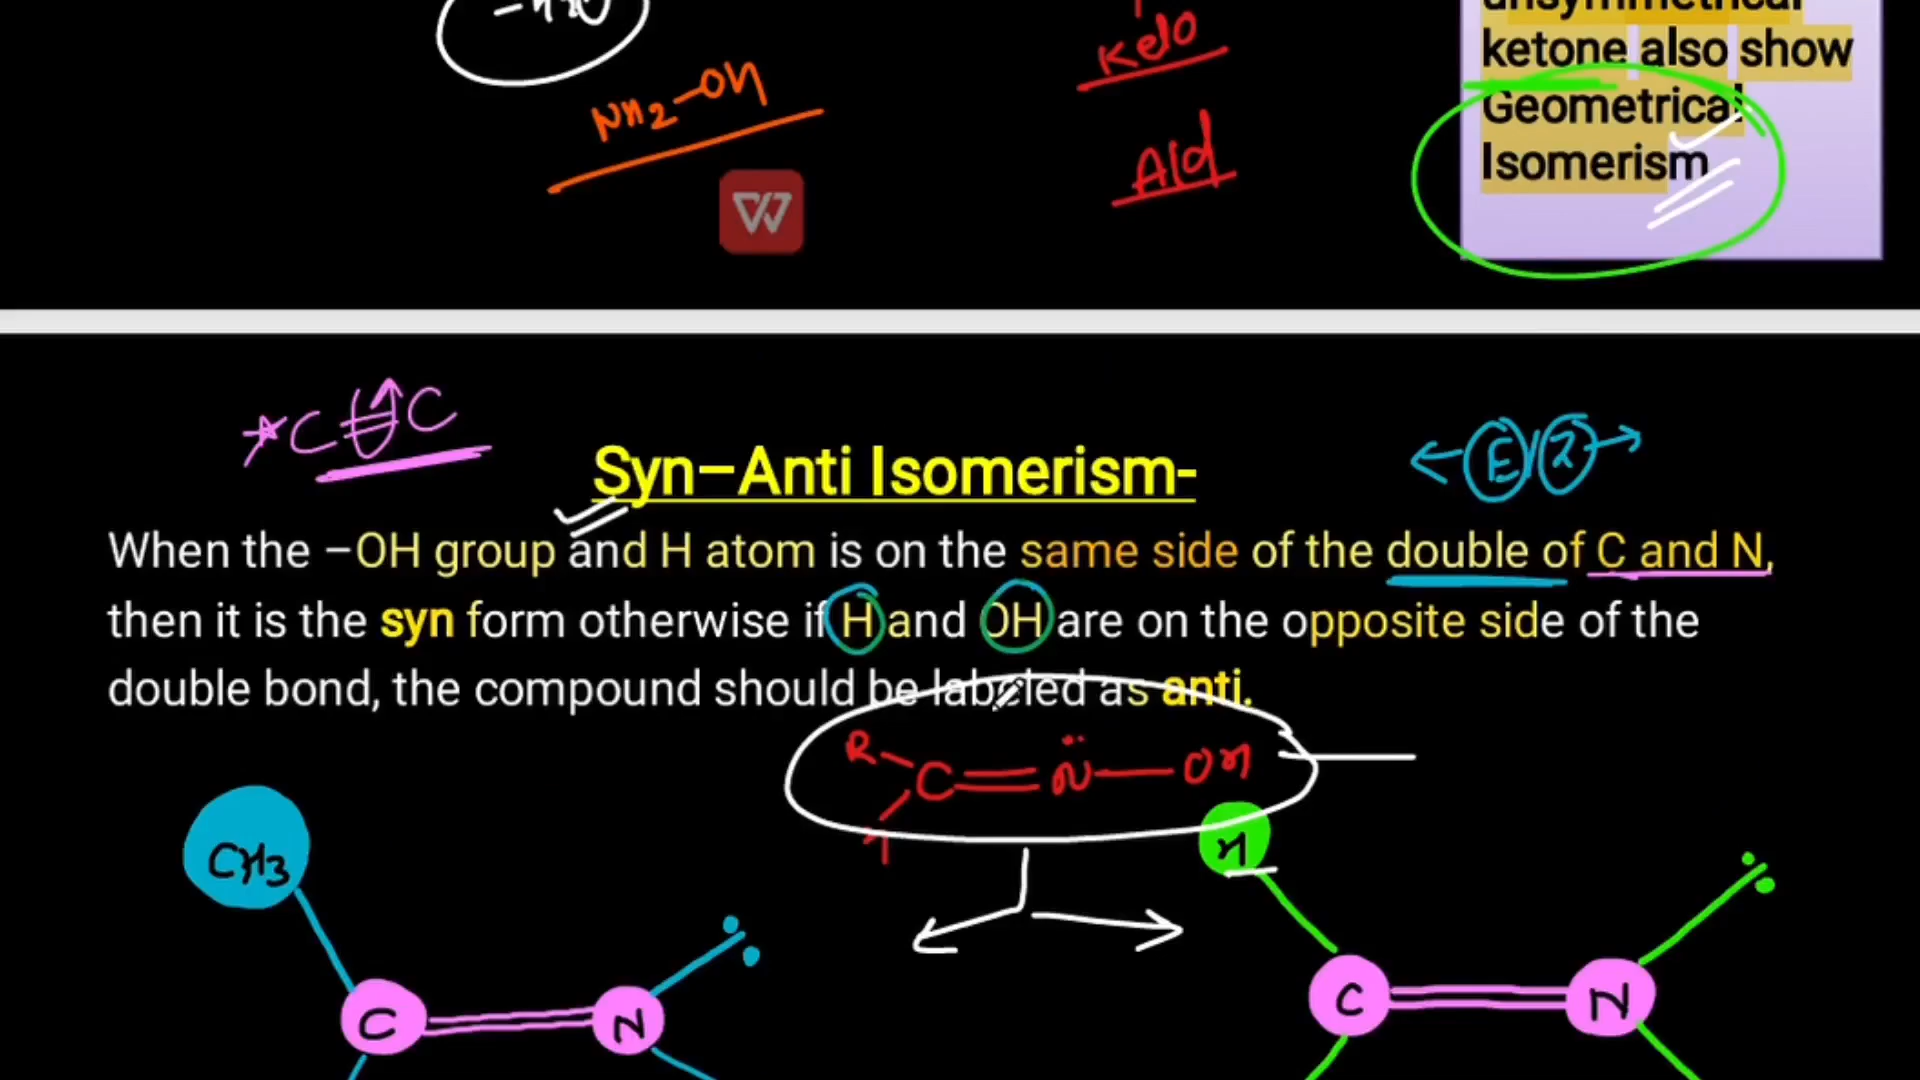 unsymmetrical
ketone also show
Geometrical
Isomerism
Keto
NH2-OH
Ald
W
C C
E/Z
Syn–Anti Isomerism-
When the –OH group and H atom is on the same side of the double of C and N,
then it is the syn form otherwise if H and OH are on the opposite side of the
double bond, the compound should be labeled as anti.
R
C=N-OH
H
CH3
H
C N
C N